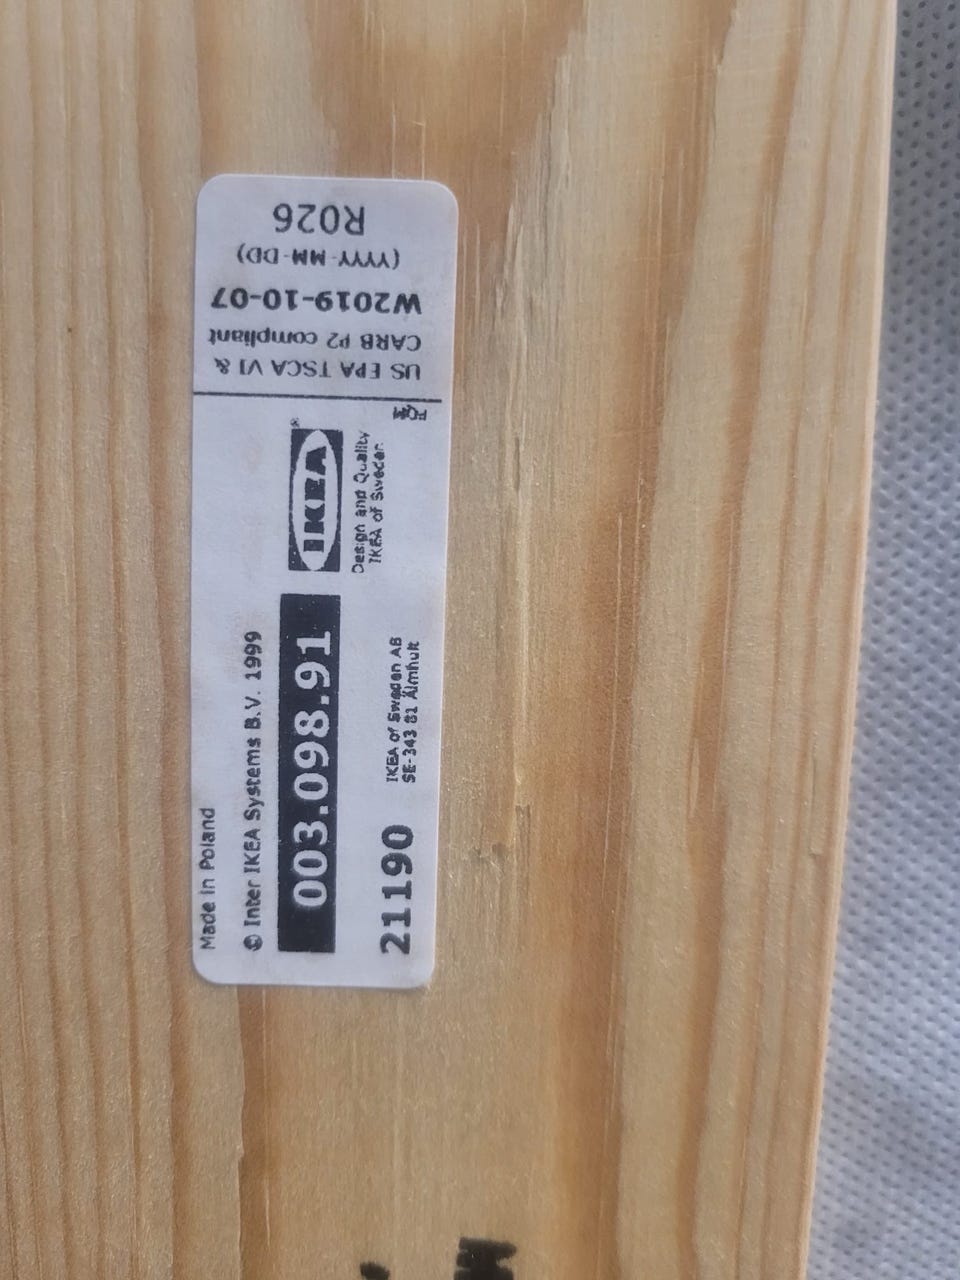 Made in Poland
© Inter IKEA Systems B.V. 1999
003.098.91
IKEA®
Design and Quality
IKEA of Sweden
21190
IKEA of Sweden AB
SE-343 81 Älmhult
US EPA TSCA VI &
CARB P2 compliant
W2019-10-07
(YYYY-MM-DD)
R026